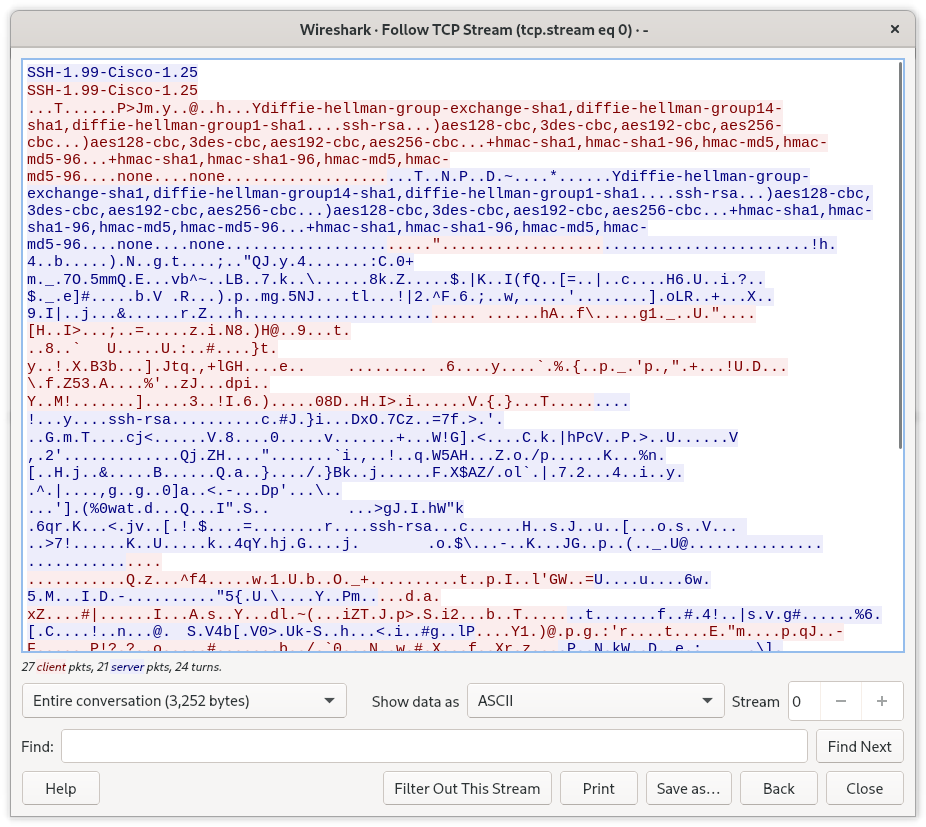 Wireshark · Follow TCP Stream (tcp.stream eq 0) · -
×
SSH-1.99-Cisco-1.25
SSH-1.99-Cisco-1.25
...T......P>Jm.y..@..h...Ydiffie-hellman-group-exchange-sha1,diffie-hellman-group14-
sha1,diffie-hellman-group1-sha1....ssh-rsa...)aes128-cbc,3des-cbc,aes192-cbc,aes256-
cbc...)aes128-cbc,3des-cbc,aes192-cbc,aes256-cbc...+hmac-sha1,hmac-sha1-96,hmac-md5,hmac-
md5-96...+hmac-sha1,hmac-sha1-96,hmac-md5,hmac-
md5-96....none....none.....................T..N.P..D.~....*......Ydiffie-hellman-group-
exchange-sha1,diffie-hellman-group14-sha1,diffie-hellman-group1-sha1....ssh-rsa...)aes128-cbc,
3des-cbc,aes192-cbc,aes256-cbc...)aes128-cbc,3des-cbc,aes192-cbc,aes256-cbc...+hmac-sha1,hmac-
sha1-96,hmac-md5,hmac-md5-96...+hmac-sha1,hmac-sha1-96,hmac-md5,hmac-
md5-96....none....none.......................".........................................!h.
4..b.....).N..g.t....;.."QJ.y.4.......:C.0+
m._.7O.5mmQ.E...vb^~..LB..7.k..\......8k.Z.....$.|K..I(fQ..[=..|..c....H6.U..i.?..
$._.e]#.....b.V .R...).p..mg.5NJ....tl...!|2.^F.6.;..w,.....'........].oLR..+...X..
9.I|..j...&......r.Z...h.......................... ......hA..f\.....g1._..U."....
[H..I>...;..=.....z.i.N8.)H@..9...t.
..8..`   U.....U.:..#....}t.
y..!.X.B3b...].Jtq.,+lGH....e..     ......... .6....y....`.%.{..p._.'p.,".+...!U.D...
\.f.Z53.A....%'..zJ...dpi..
Y..M!.......].....3..!I.6.).....08D..H.I>.i......V.{.}...T.........
!...y....ssh-rsa..........c.#J.}i...DxO.7Cz..=7f.>.'.
..G.m.T....cj<......V.8....0.....v.......+...W!G].<....C.k.|hPcV..P.>..U......V
,.2'.............Qj.ZH....".......`i.,..!..q.W5AH...Z.o./p......K...%n.
[..H.j..&.....B......Q.a..}..../.}Bk..j......F.X$AZ/.ol`.|.7.2...4..i..y.
.^.|....,g..g..0]a..<.-...Dp'...\..
...'].(%0wat.d...Q...I".S..         ...>gJ.I.hW"k
.6qr.K...<.jv..[.!.$....=........r....ssh-rsa...c......H..s.J..u..[...o.s..V...
..>7!......K..U.....k..4qY.hj.G....j.        .o.$\...-..K...JG..p..(.._.U@...............
...............
...........Q.z...^f4.....w.1.U.b..O._+..........t..p.I..l'GW..=U....u....6w.
5.M...I.D.-.........."5{.U.\....Y..Pm.....d.a.
xZ....#|......I...A.s..Y...dl.~(...iZT.J.p>.S.i2...b..T.......t.......f..#.4!..|s.v.g#......%6.
[.C....!..n...@.  S.V4b[.V0>.Uk-S..h...<.i..#g..lP....Y1.)@.p.g.:'r....t....E."m....p.qJ..-
27 client pkts, 21 server pkts, 24 turns.
Entire conversation (3,252 bytes)
Show data as
ASCII
Stream
0
−
+
Find:
Find Next
Help
Filter Out This Stream
Print
Save as…
Back
Close